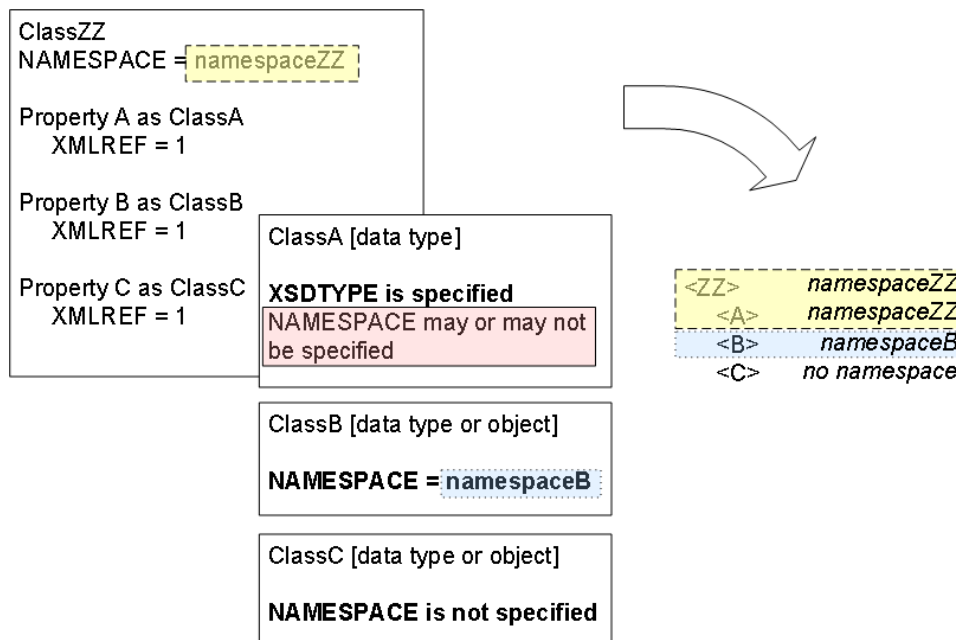 ClassZZ
NAMESPACE = namespaceZZ
Property A as ClassA
XMLREF = 1
Property B as ClassB
XMLREF = 1
Property C as ClassC
XMLREF = 1
ClassA [data type]
XSDTYPE is specified
NAMESPACE may or may not
be specified
ClassB [data type or object]
NAMESPACE = namespaceB
ClassC [data type or object]
NAMESPACE is not specified
<ZZ> namespaceZZ
<A> namespaceZZ
<B> namespaceB
<C> no namespace